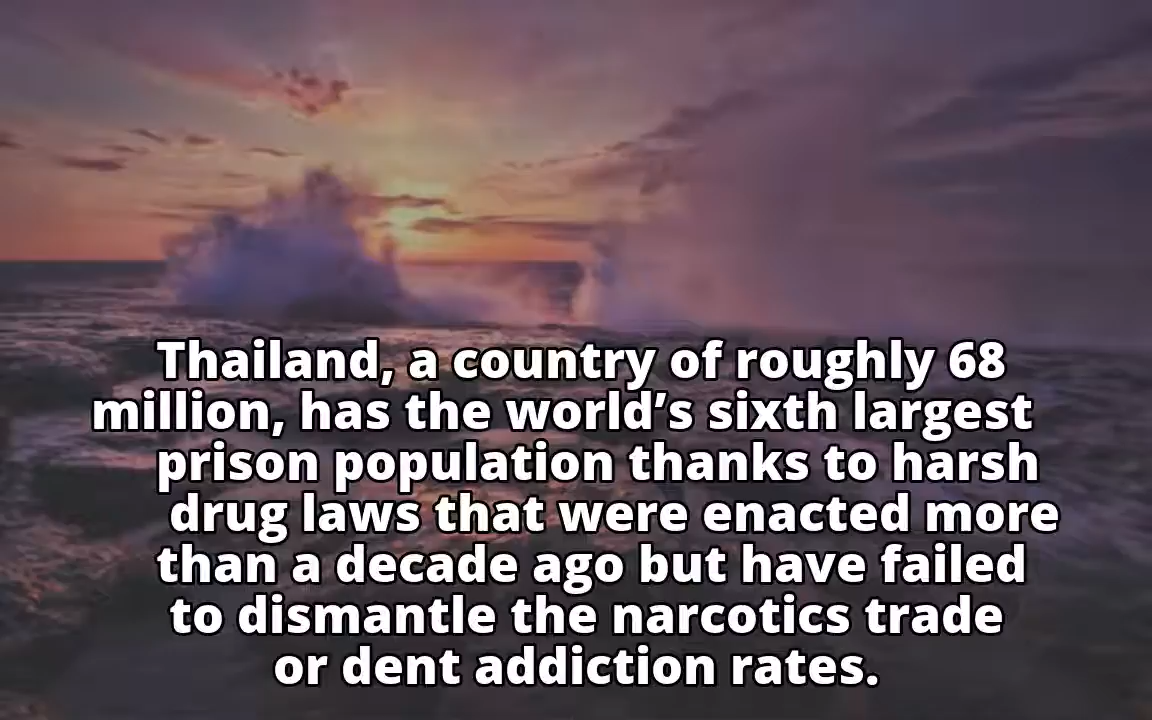 Thailand, a country of roughly 68
million, has the world’s sixth largest
prison population thanks to harsh
drug laws that were enacted more
than a decade ago but have failed
to dismantle the narcotics trade
or dent addiction rates.